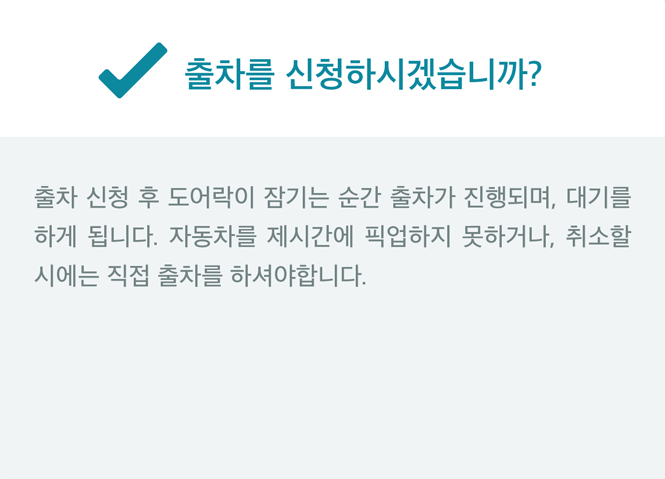 출차를 신청하시겠습니까?
출차 신청 후 도어락이 잠기는 순간 출차가 진행되며, 대기를
하게 됩니다. 자동차를 제시간에 픽업하지 못하거나, 취소할
시에는 직접 출차를 하셔야합니다.